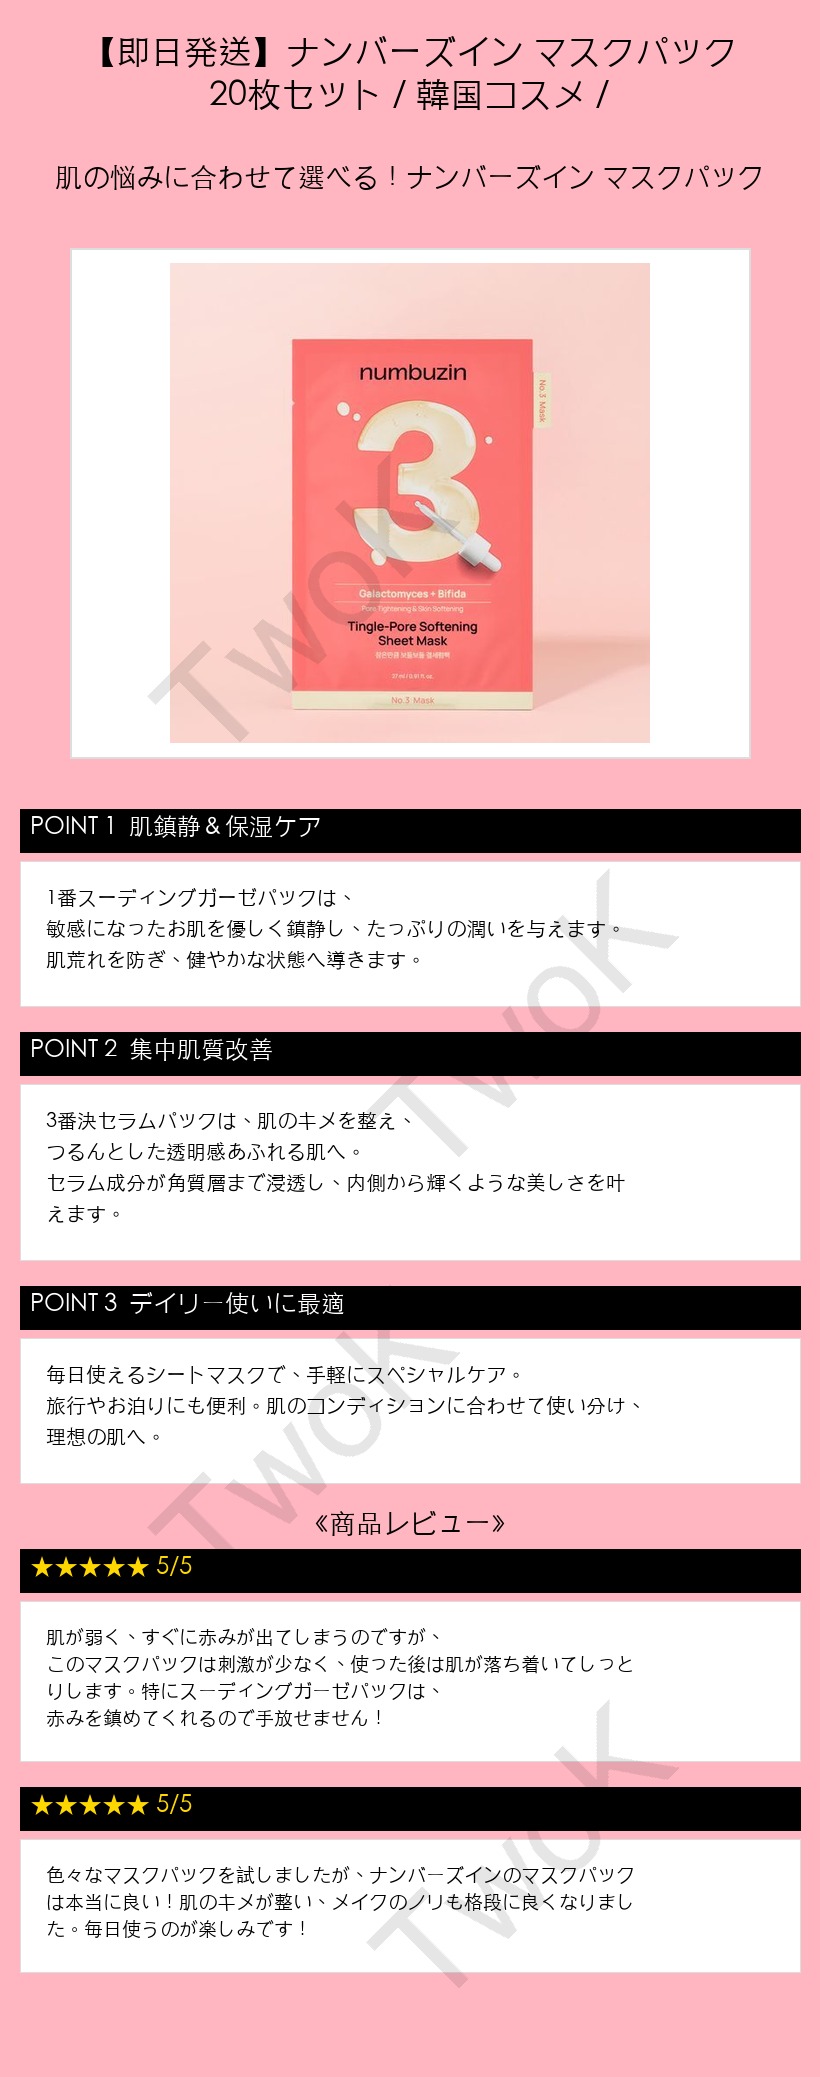 【即日発送】ナンバーズイン マスクパック
20枚セット / 韓国コスメ /
肌の悩みに合わせて選べる！ナンバーズイン マスクパック
numbuzin
No.3 Mask
3
Galactomyces + Bifida
Pore Tightening & Skin Softening
Tingle-Pore Softening
Sheet Mask
27 ml / 0.91 fl. oz.
No.3 Mask
TwoK
POINT 1 肌鎮静＆保湿ケア
1番スーディングガーゼパックは、
敏感になったお肌を優しく鎮静し、たっぷりの潤いを与えます。
肌荒れを防ぎ、健やかな状態へ導きます。
TwoK
POINT 2 集中肌質改善
3番決セラムパックは、肌のキメを整え、
つるんとした透明感あふれる肌へ。
セラム成分が角質層まで浸透し、内側から輝くような美しさを叶
えます。
POINT 3 デイリー使いに最適
毎日使えるシートマスクで、手軽にスペシャルケア。
旅行やお泊りにも便利。肌のコンディションに合わせて使い分け、
理想の肌へ。
TwoK
《商品レビュー》
★★★★★ 5/5
肌が弱く、すぐに赤みが出てしまうのですが、
このマスクパックは刺激が少なく、使った後は肌が落ち着いてしっと
りします。特にスーディングガーゼパックは、
赤みを鎮めてくれるので手放せません！
★★★★★ 5/5
色々なマスクパックを試しましたが、ナンバーズインのマスクパック
は本当に良い！肌のキメが整い、メイクのノリも格段に良くなりまし
た。毎日使うのが楽しみです！
TwoK